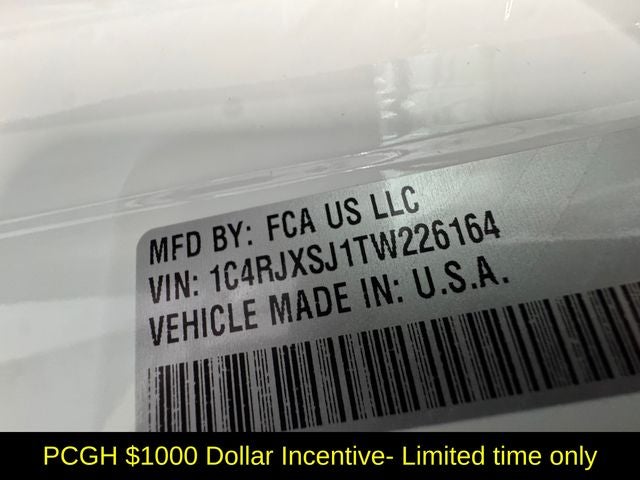 MFD BY: FCA US LLC
VIN: 1C4RJXSJ1TW226164
VEHICLE MADE IN: U.S.A.
PCGH $1000 Dollar Incentive- Limited time only